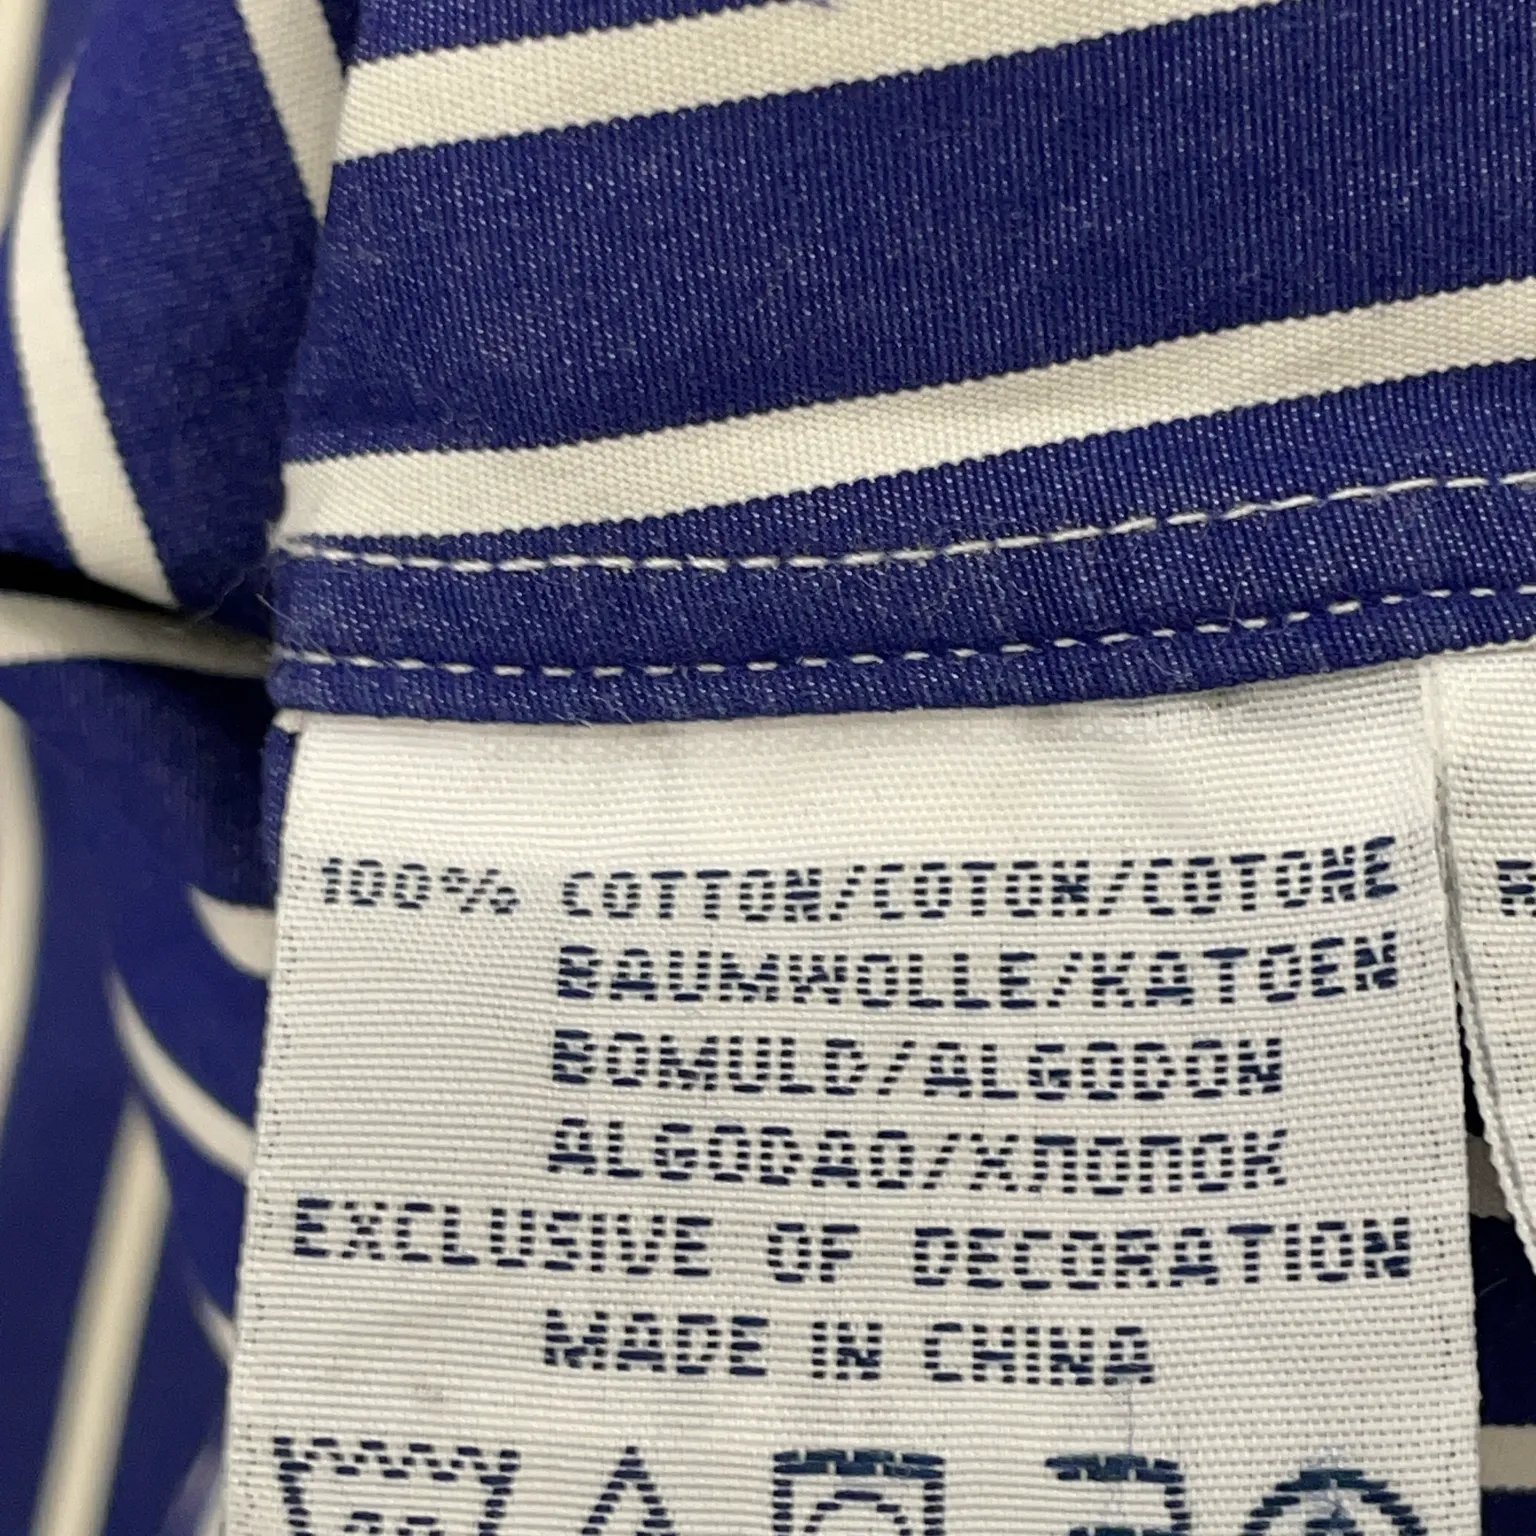 100% COTTON/COTON/COTONE
BAUMWOLLE/KATOEN
BOMULD/ALGODON
ALGODAO/ХЛОПОК
EXCLUSIVE OF DECORATION
MADE IN CHINA